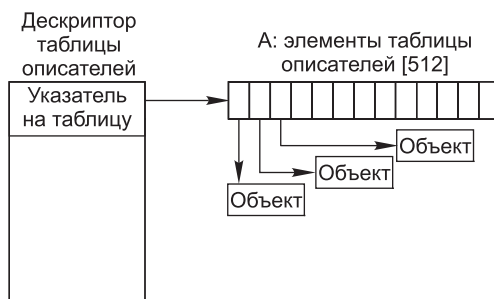 Дескриптор
таблицы
описателей
Указатель
на таблицу
А: элементы таблицы
описателей [512]
Объект
Объект
Объект